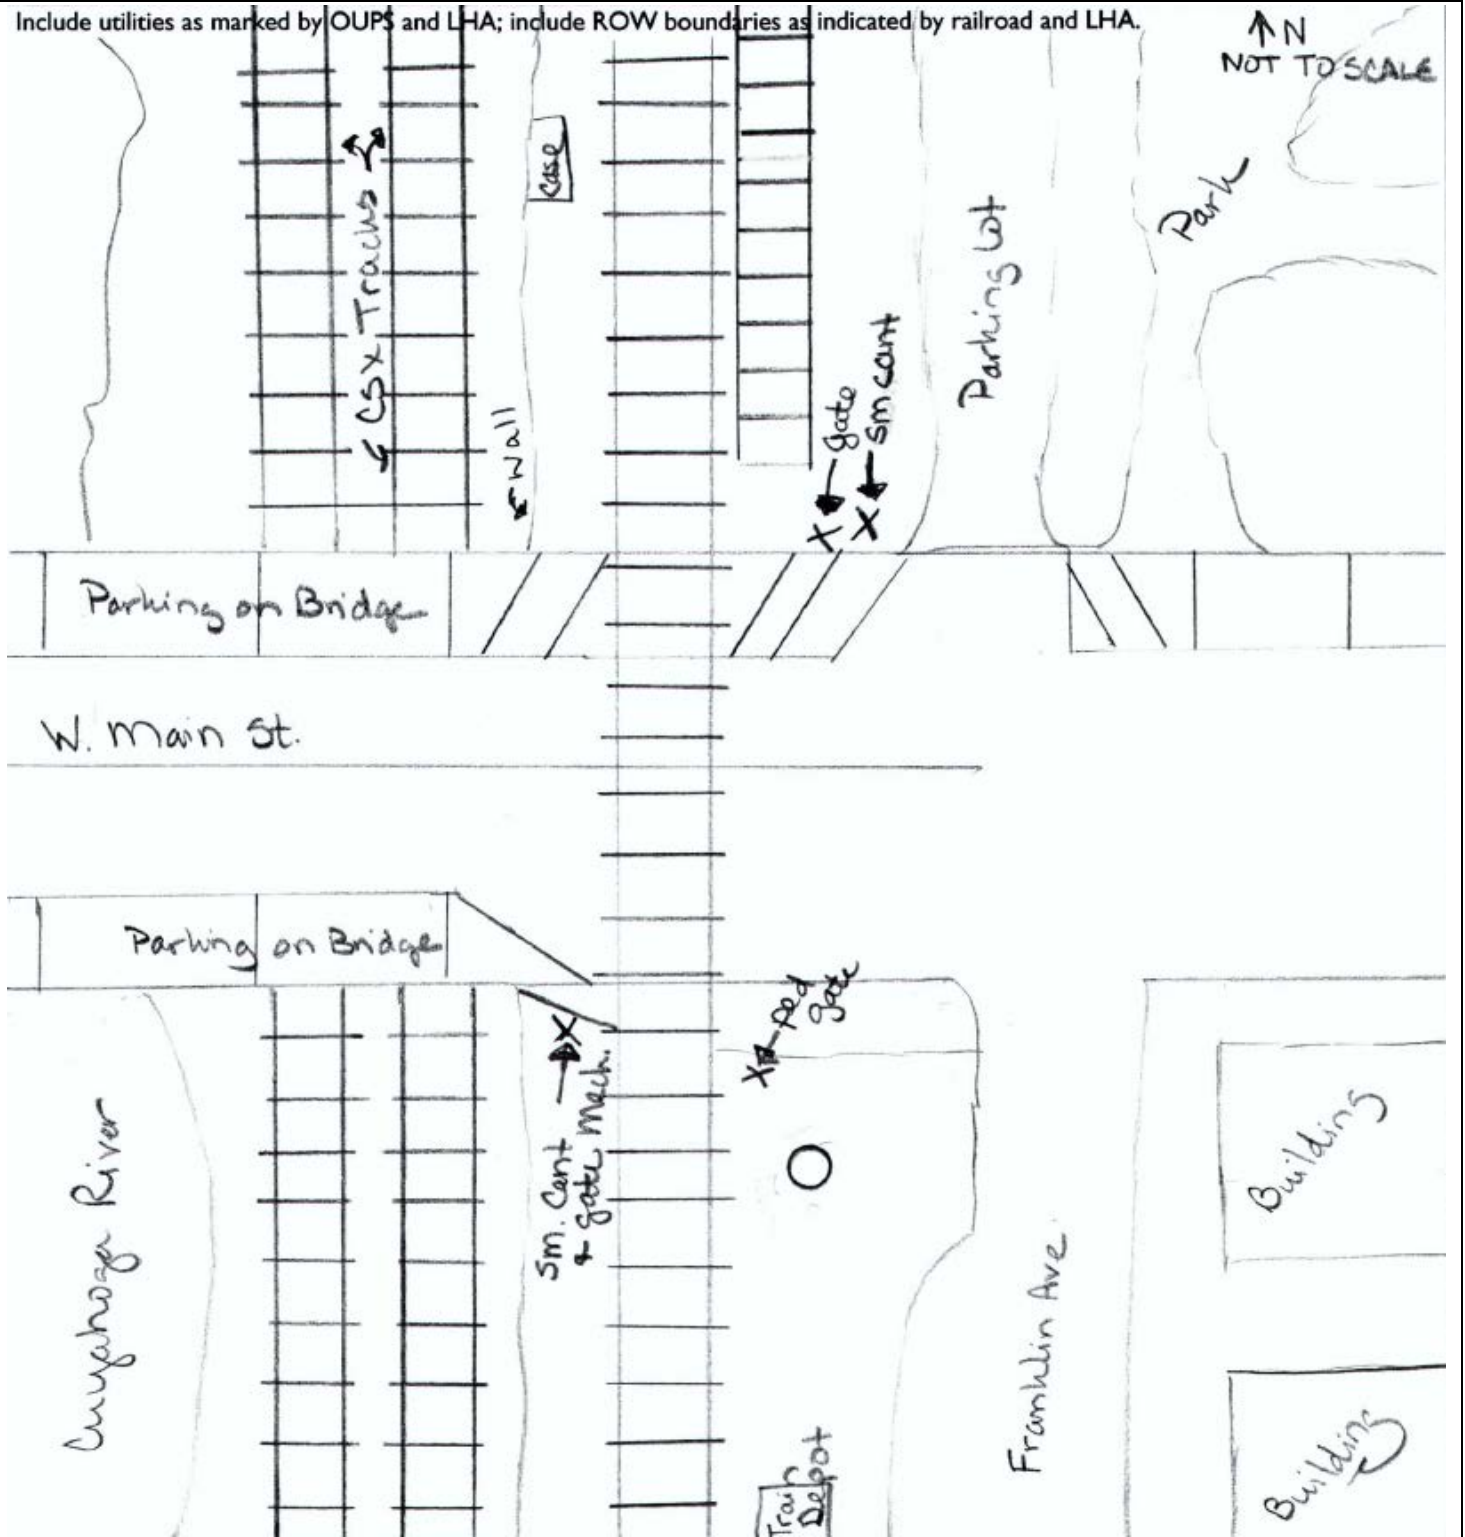 Include utilities as marked by OUPS and LHA; include ROW boundaries as indicated by railroad and LHA.
↑ N
NOT TO SCALE
Case
CSX Tracks
Park
Parking Lot
Wall
gate
sm cant
Parking on Bridge
W. Main St.
Parking on Bridge
Ped
gate
Sm. Cant
+ gate Mech.
Cuyahoga River
Building
Franklin Ave
Train
Depot
Building